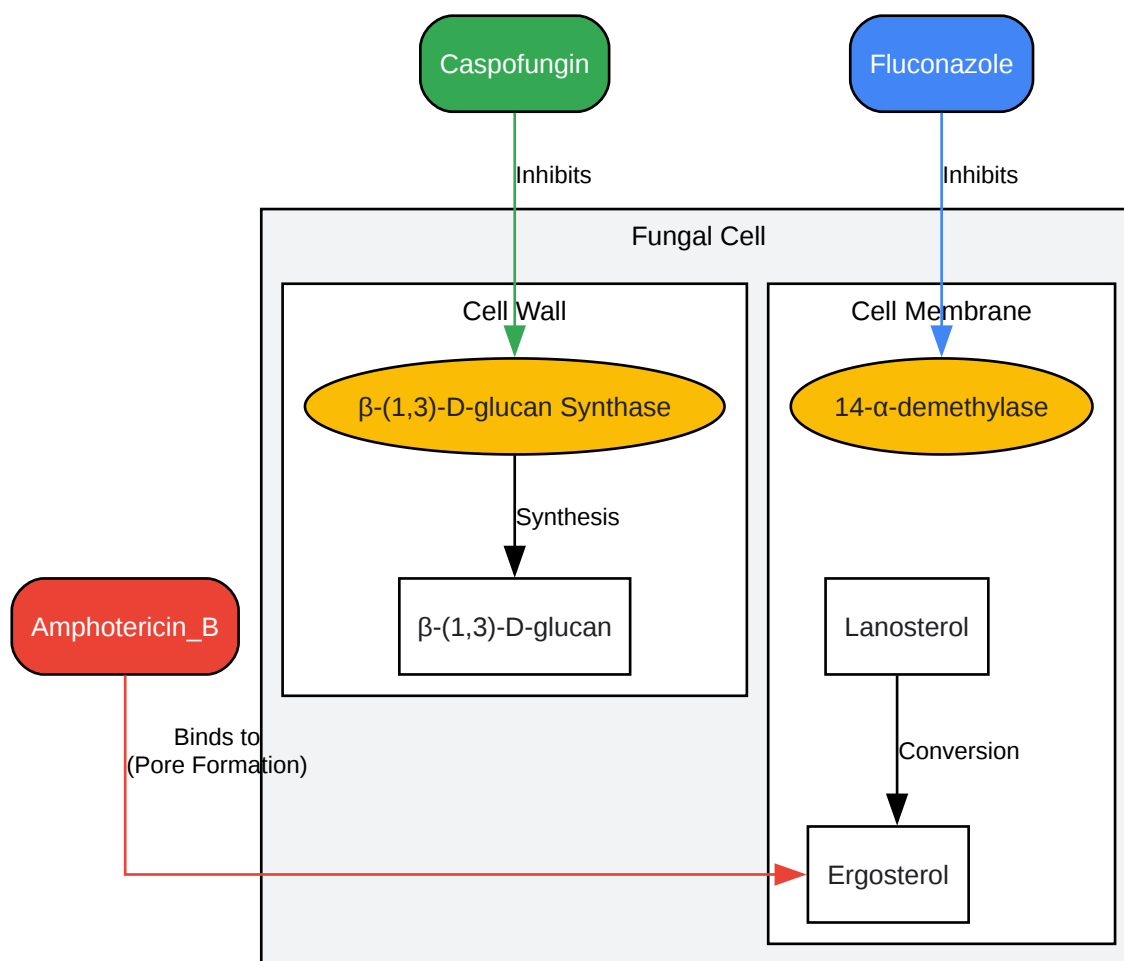 Caspofungin
Fluconazole
Inhibits
Inhibits
Fungal Cell
Cell Wall
Cell Membrane
β-(1,3)-D-glucan Synthase
14-α-demethylase
Synthesis
Amphotericin_B
β-(1,3)-D-glucan
Lanosterol
Binds to
(Pore Formation)
Conversion
Ergosterol